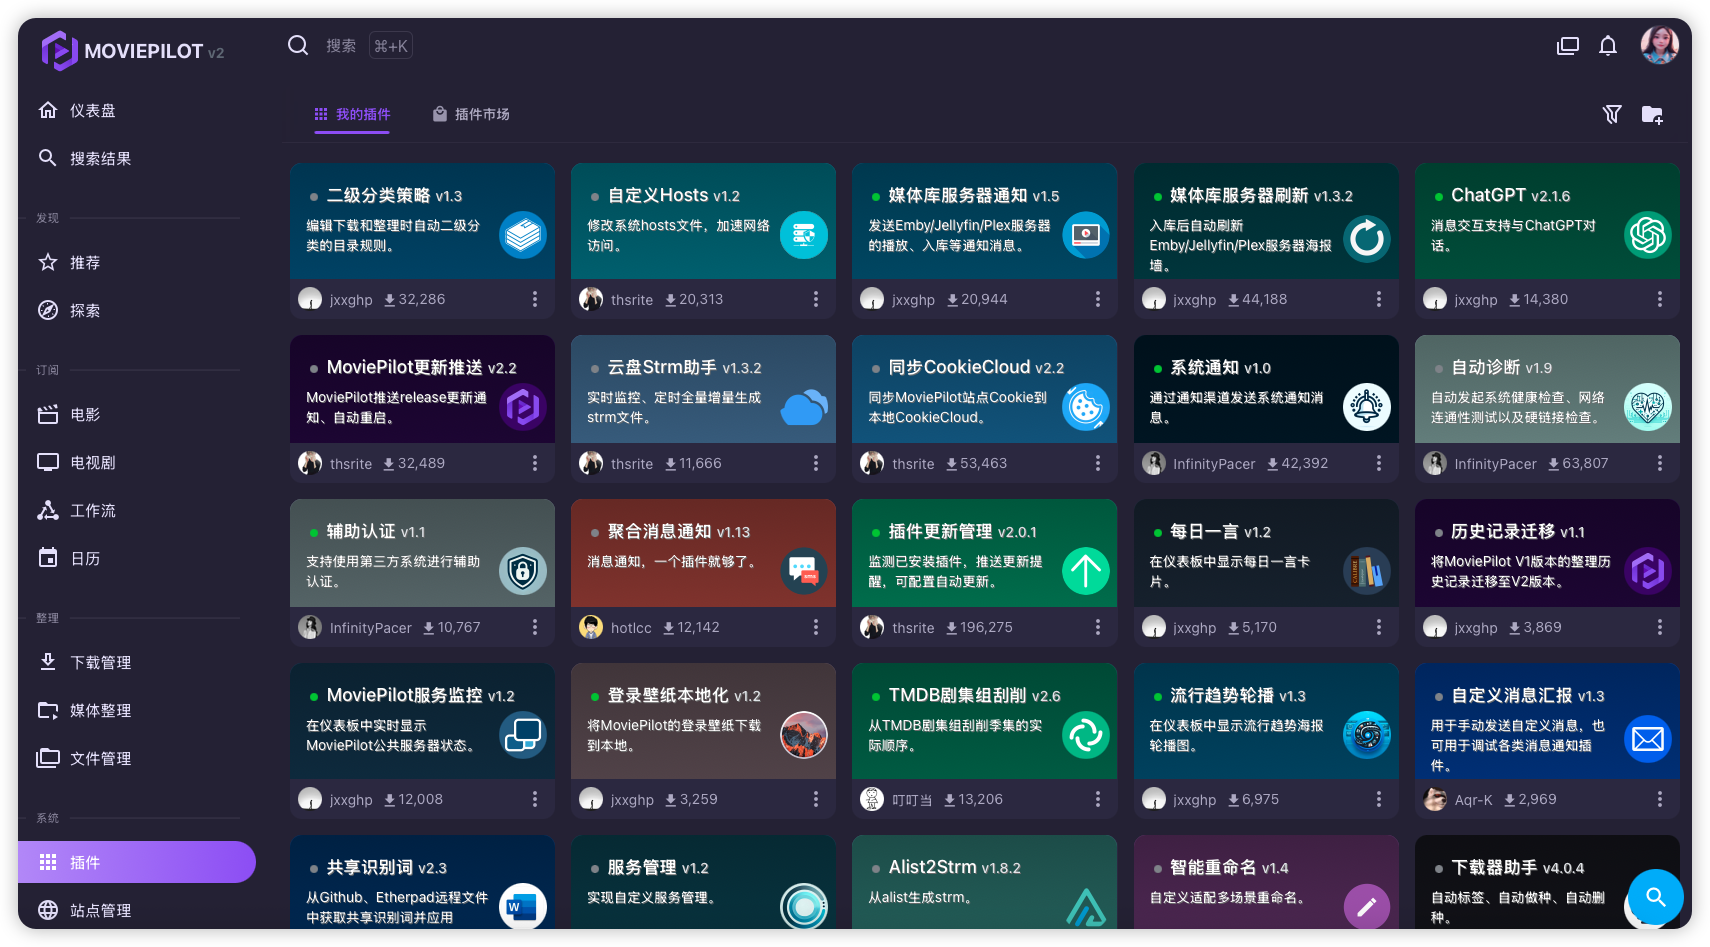 MOVIEPILOT v2
搜索 ⌘+K
仪表盘
搜索结果
发现
推荐
探索
订阅
电影
电视剧
工作流
日历
整理
下载管理
媒体整理
文件管理
系统
插件
站点管理
我的插件
插件市场
二级分类策略 v1.3
编辑下载和整理时自动二级分
类的目录规则。
jxxghp 32,286
自定义Hosts v1.2
修改系统hosts文件，加速网络
访问。
thsrite 20,313
媒体库服务器通知 v1.5
发送Emby/Jellyfin/Plex服务器
的播放、入库等通知消息。
jxxghp 20,944
媒体库服务器刷新 v1.3.2
入库后自动刷新
Emby/Jellyfin/Plex服务器海报
墙。
jxxghp 44,188
ChatGPT v2.1.6
消息交互支持与ChatGPT对
话。
jxxghp 14,380
MoviePilot更新推送 v2.2
MoviePilot推送release更新通
知、自动重启。
thsrite 32,489
云盘Strm助手 v1.3.2
实时监控、定时全量增量生成
strm文件。
thsrite 11,666
同步CookieCloud v2.2
同步MoviePilot站点Cookie到
本地CookieCloud。
thsrite 53,463
系统通知 v1.0
通过通知渠道发送系统通知消
息。
InfinityPacer 42,392
自动诊断 v1.9
自动发起系统健康检查、网络
连通性测试以及硬链接检查。
InfinityPacer 63,807
辅助认证 v1.1
支持使用第三方系统进行辅助
认证。
InfinityPacer 10,767
聚合消息通知 v1.13
消息通知，一个插件就够了。
hotlcc 12,142
插件更新管理 v2.0.1
监测已安装插件，推送更新提
醒，可配置自动更新。
thsrite 196,275
每日一言 v1.2
在仪表板中显示每日一言卡
片。
jxxghp 5,170
历史记录迁移 v1.1
将MoviePilot V1版本的整理历
史记录迁移至V2版本。
jxxghp 3,869
MoviePilot服务监控 v1.2
在仪表板中实时显示
MoviePilot公共服务器状态。
jxxghp 12,008
登录壁纸本地化 v1.2
将MoviePilot的登录壁纸下载
到本地。
jxxghp 3,259
TMDB剧集组刮削 v2.6
从TMDB剧集组刮削季集的实
际顺序。
叮叮当 13,206
流行趋势轮播 v1.3
在仪表板中显示流行趋势海报
轮播图。
jxxghp 6,975
自定义消息汇报 v1.3
用于手动发送自定义消息，也
可用于调试各类消息通知插
件。
Aqr-K 2,969
共享识别词 v2.3
从Github、Etherpad远程文件
中获取共享识别词并应用
服务管理 v1.2
实现自定义服务管理。
Alist2Strm v1.8.2
从alist生成strm。
智能重命名 v1.4
自定义适配多场景重命名。
下载器助手 v4.0.4
自动标签、自动做种、自动删
种。